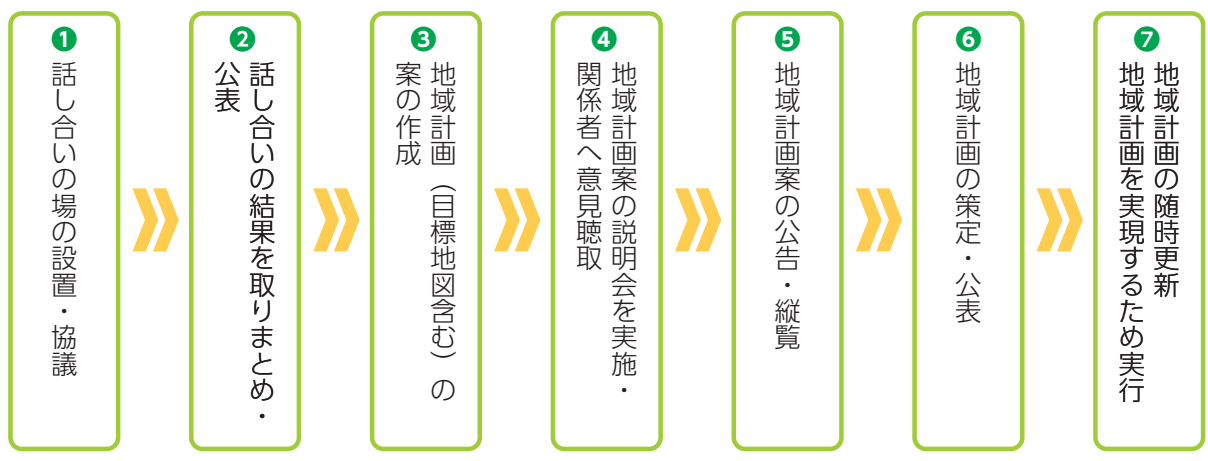 ❶
話し合いの場の設置・協議
❷
話し合いの結果を取りまとめ・
公表
❸
地域計画（目標地図含む）の
案の作成
❹
地域計画案の説明会を実施・
関係者へ意見聴取
❺
地域計画案の公告・縦覧
❻
地域計画の策定・公表
❼
地域計画の随時更新
地域計画を実現するため実行